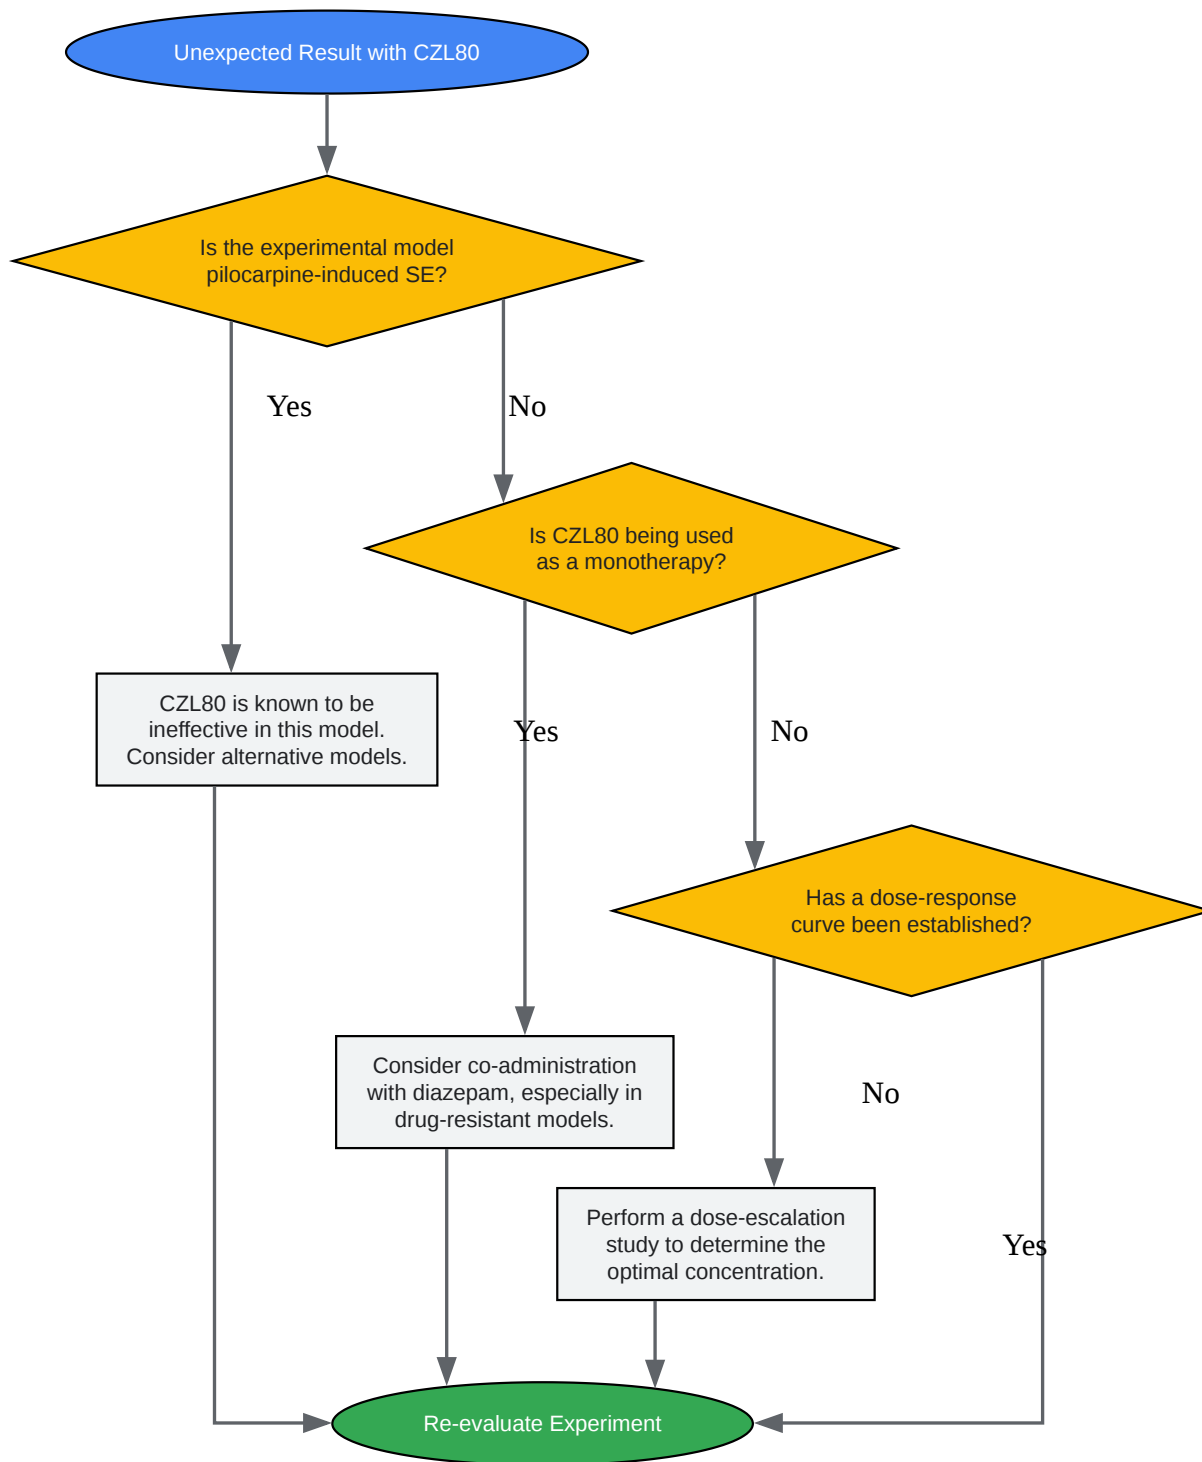 Unexpected Result with CZL80
Is the experimental model
pilocarpine-induced SE?
Yes
No
Is CZL80 being used
as a monotherapy?
CZL80 is known to be
ineffective in this model.
Consider alternative models.
Yes
No
Has a dose-response
curve been established?
Consider co-administration
with diazepam, especially in
drug-resistant models.
No
Perform a dose-escalation
study to determine the
optimal concentration.
Yes
Re-evaluate Experiment